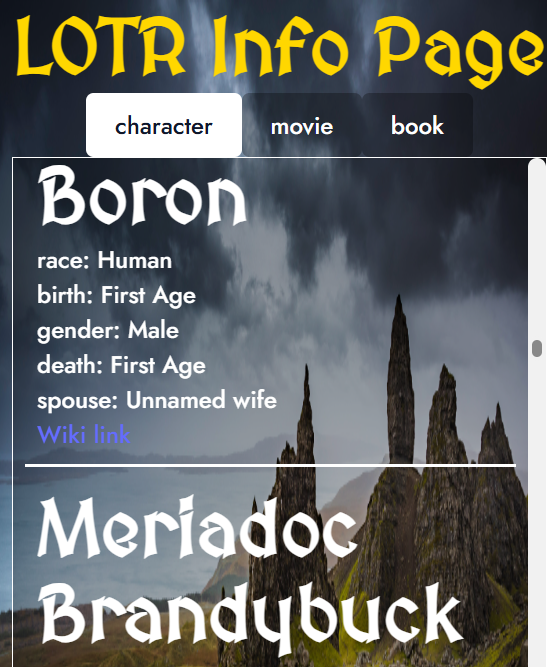 LOTR Info Page
character movie book
Boron
race: Human
birth: First Age
gender: Male
death: First Age
spouse: Unnamed wife
Wiki link
Meriadoc
Brandybuck